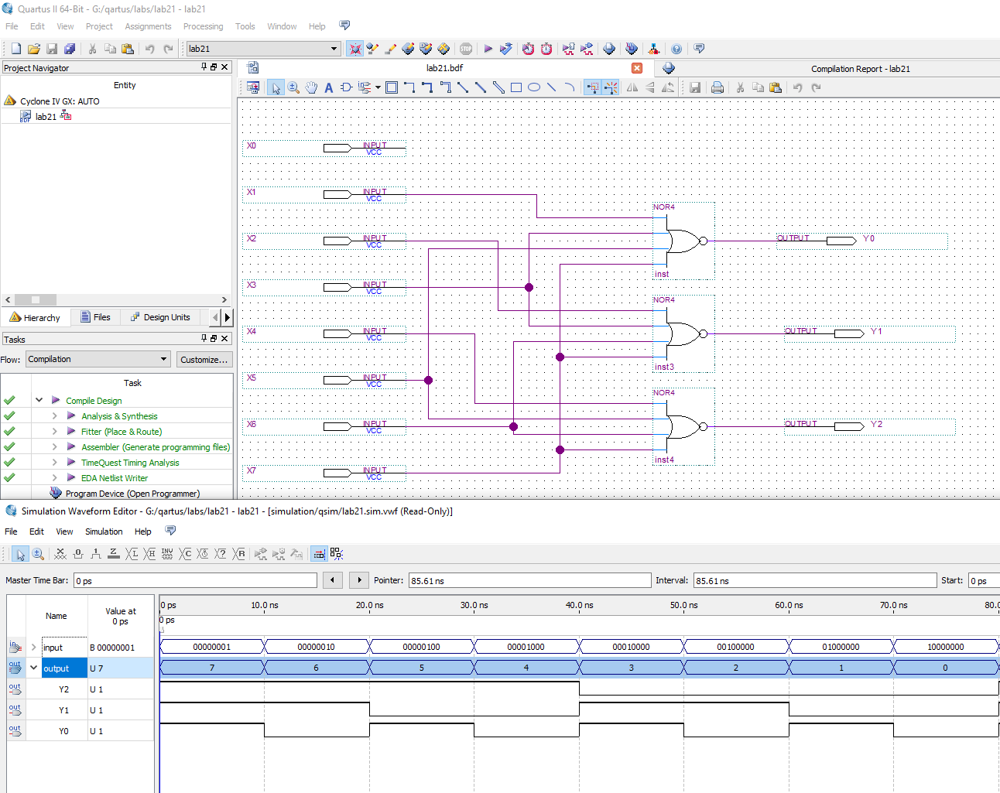 Quartus II 64-Bit - G:/qartus/labs/lab21 - lab21
File Edit View Project Assignments Processing Tools Window Help
lab21
Project Navigator
lab21.bdf
Compilation Report - lab21
Entity
Cyclone IV GX: AUTO
lab21
X0 INPUT
VCC
X1 INPUT
VCC
NOR4
X2 INPUT
VCC
OUTPUT Y0
inst
X3 INPUT
VCC
NOR4
Hierarchy Files Design Units
Tasks
X4 INPUT
VCC
OUTPUT Y1
Flow: Compilation Customize...
inst3
X5 INPUT
VCC
Task
NOR4
Compile Design
Analysis & Synthesis
X6 INPUT
VCC
OUTPUT Y2
Fitter (Place & Route)
Assembler (Generate programming files)
inst4
TimeQuest Timing Analysis
X7 INPUT
VCC
EDA Netlist Writer
Program Device (Open Programmer)
Simulation Waveform Editor - G:/qartus/labs/lab21 - lab21 - [simulation/qsim/lab21.sim.vwf (Read-Only)]
File Edit View Simulation Help
Master Time Bar: 0 ps Pointer: 85.61 ns Interval: 85.61 ns Start: 0 ps
Name Value at
0 ps
0 ps 10.0 ns 20.0 ns 30.0 ns 40.0 ns 50.0 ns 60.0 ns 70.0 ns 80.0
0 ps
input B 00000001 00000001 00000010 00000100 00001000 00010000 00100000 01000000 10000000
output U 7 7 6 5 4 3 2 1 0
Y2 U 1
Y1 U 1
Y0 U 1